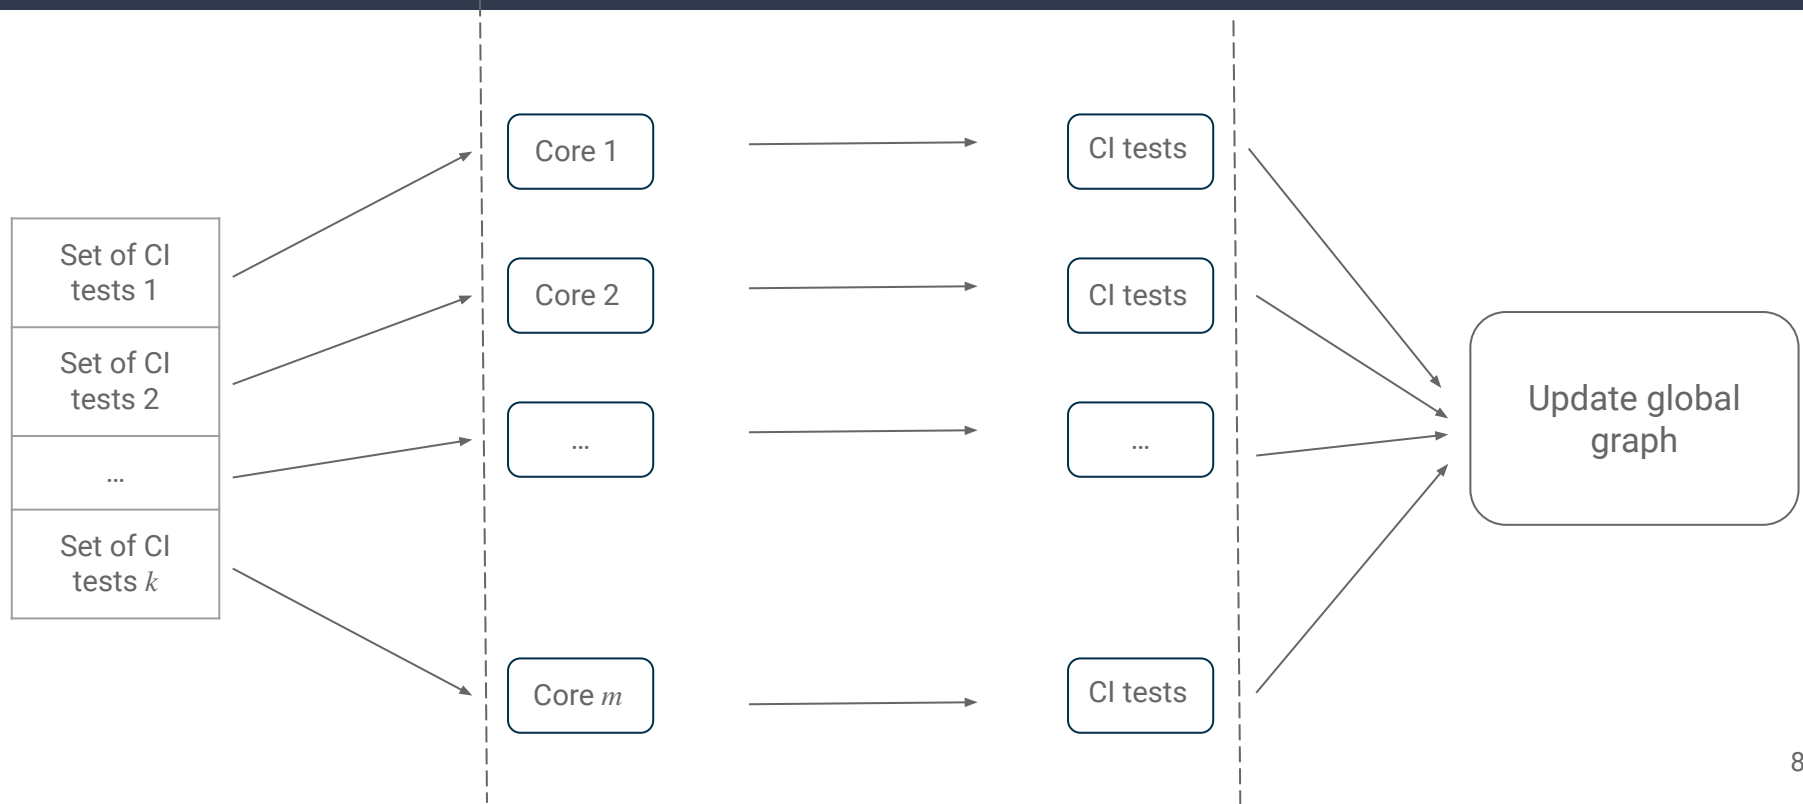 Set of CI
tests 1
Set of CI
tests 2
...
Set of CI
tests k
Core 1
Core 2
...
Core m
CI tests
CI tests
...
CI tests
Update global
graph
8